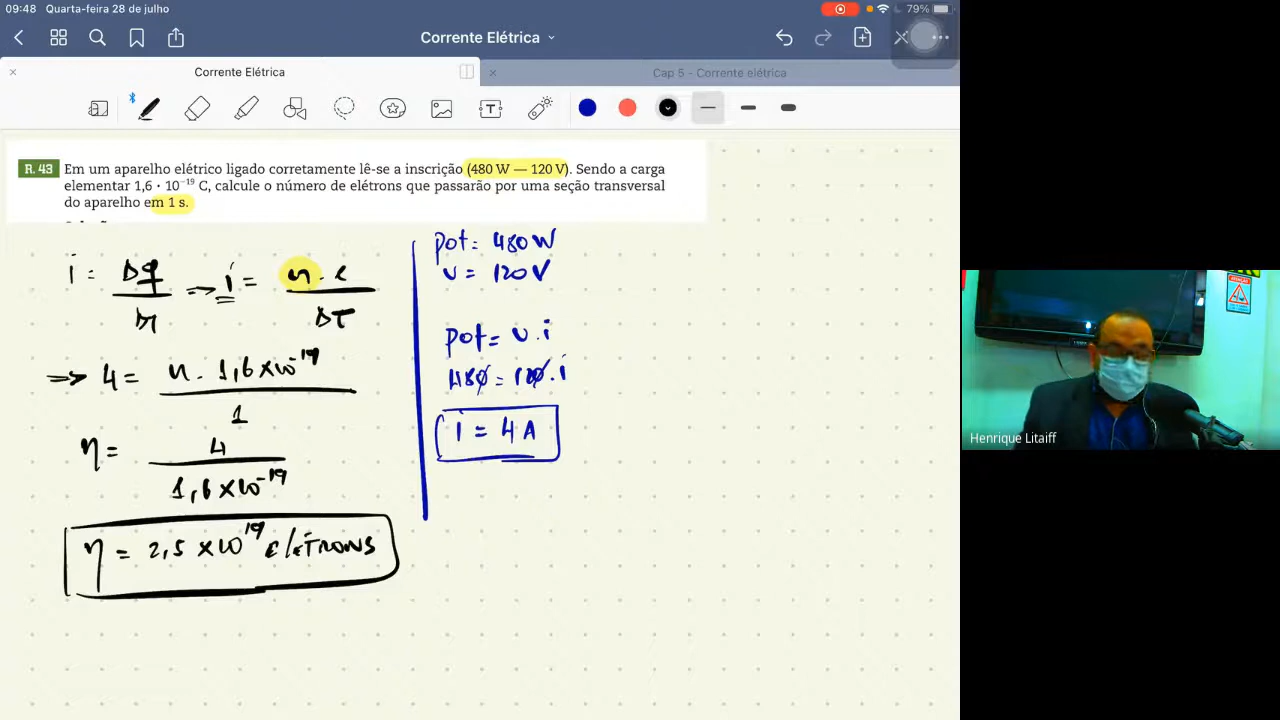 09:48 Quarta-feira 28 de julho
79%
Corrente Elétrica
Corrente Elétrica
Cap 5 - Corrente elétrica
R. 43 Em um aparelho elétrico ligado corretamente lê-se a inscrição (480 W — 120 V). Sendo a carga
elementar 1,6 · 10⁻¹⁹ C, calcule o número de elétrons que passarão por uma seção transversal
do aparelho em 1 s.
i = Δq / Δt => i = n . e / Δt
=> 4 = n . 1,6 x 10⁻¹⁹ / 1
n = 4 / 1,6 x 10⁻¹⁹
n = 2,5 x 10¹⁹ elétrons
pot = 480 W
U = 120 V
pot = U . i
480 = 120 . i
i = 4 A
Henrique Litaiff